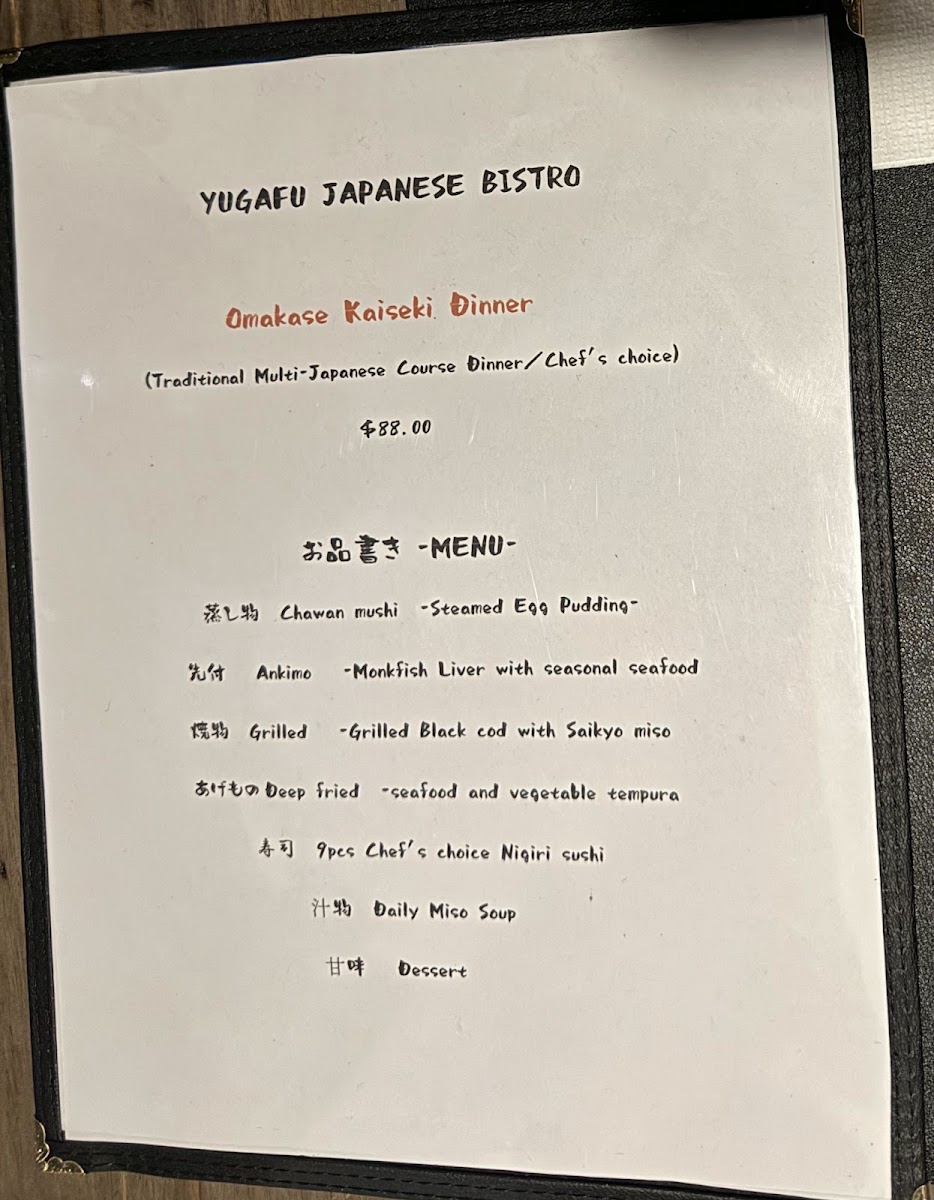 YUGAFU JAPANESE BISTRO
Omakase Kaiseki Dinner
(Traditional Multi-Japanese Course Dinner/Chef's choice)
$88.00
お品書き -MENU-
蒸し物 Chawan mushi -Steamed Egg Pudding-
先付 Ankimo -Monkfish Liver with seasonal seafood
焼物 Grilled -Grilled Black cod with Saikyo miso
あげもの Deep fried -seafood and vegetable tempura
寿司 9pcs Chef's choice Nigiri sushi
汁物 Daily Miso Soup
甘味 Dessert